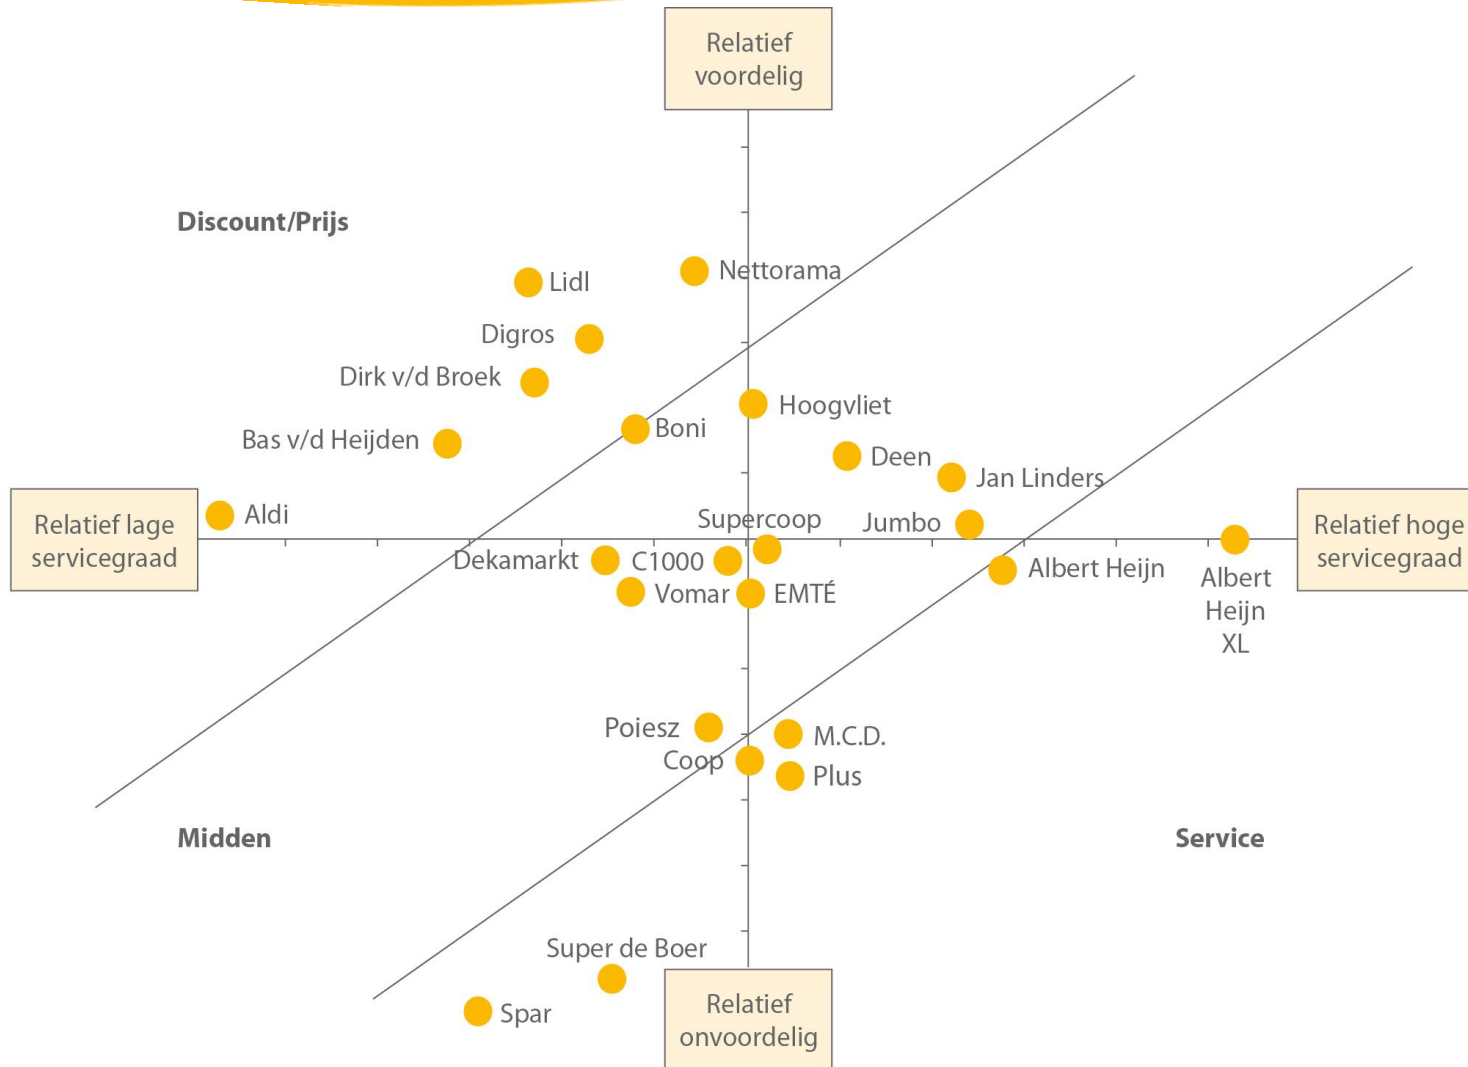 Relatief
voordelig
Discount/Prijs
Nettorama
Lidl
Digros
Dirk v/d Broek
Hoogvliet
Boni
Bas v/d Heijden
Deen
Jan Linders
Aldi
Supercoop
Jumbo
Relatief lage
servicegraad
Relatief hoge
servicegraad
Dekamarkt
C1000
Albert Heijn
Albert
Heijn
XL
Vomar
EMTÉ
Poiesz
M.C.D.
Coop
Plus
Midden
Service
Super de Boer
Spar
Relatief
onvoordelig